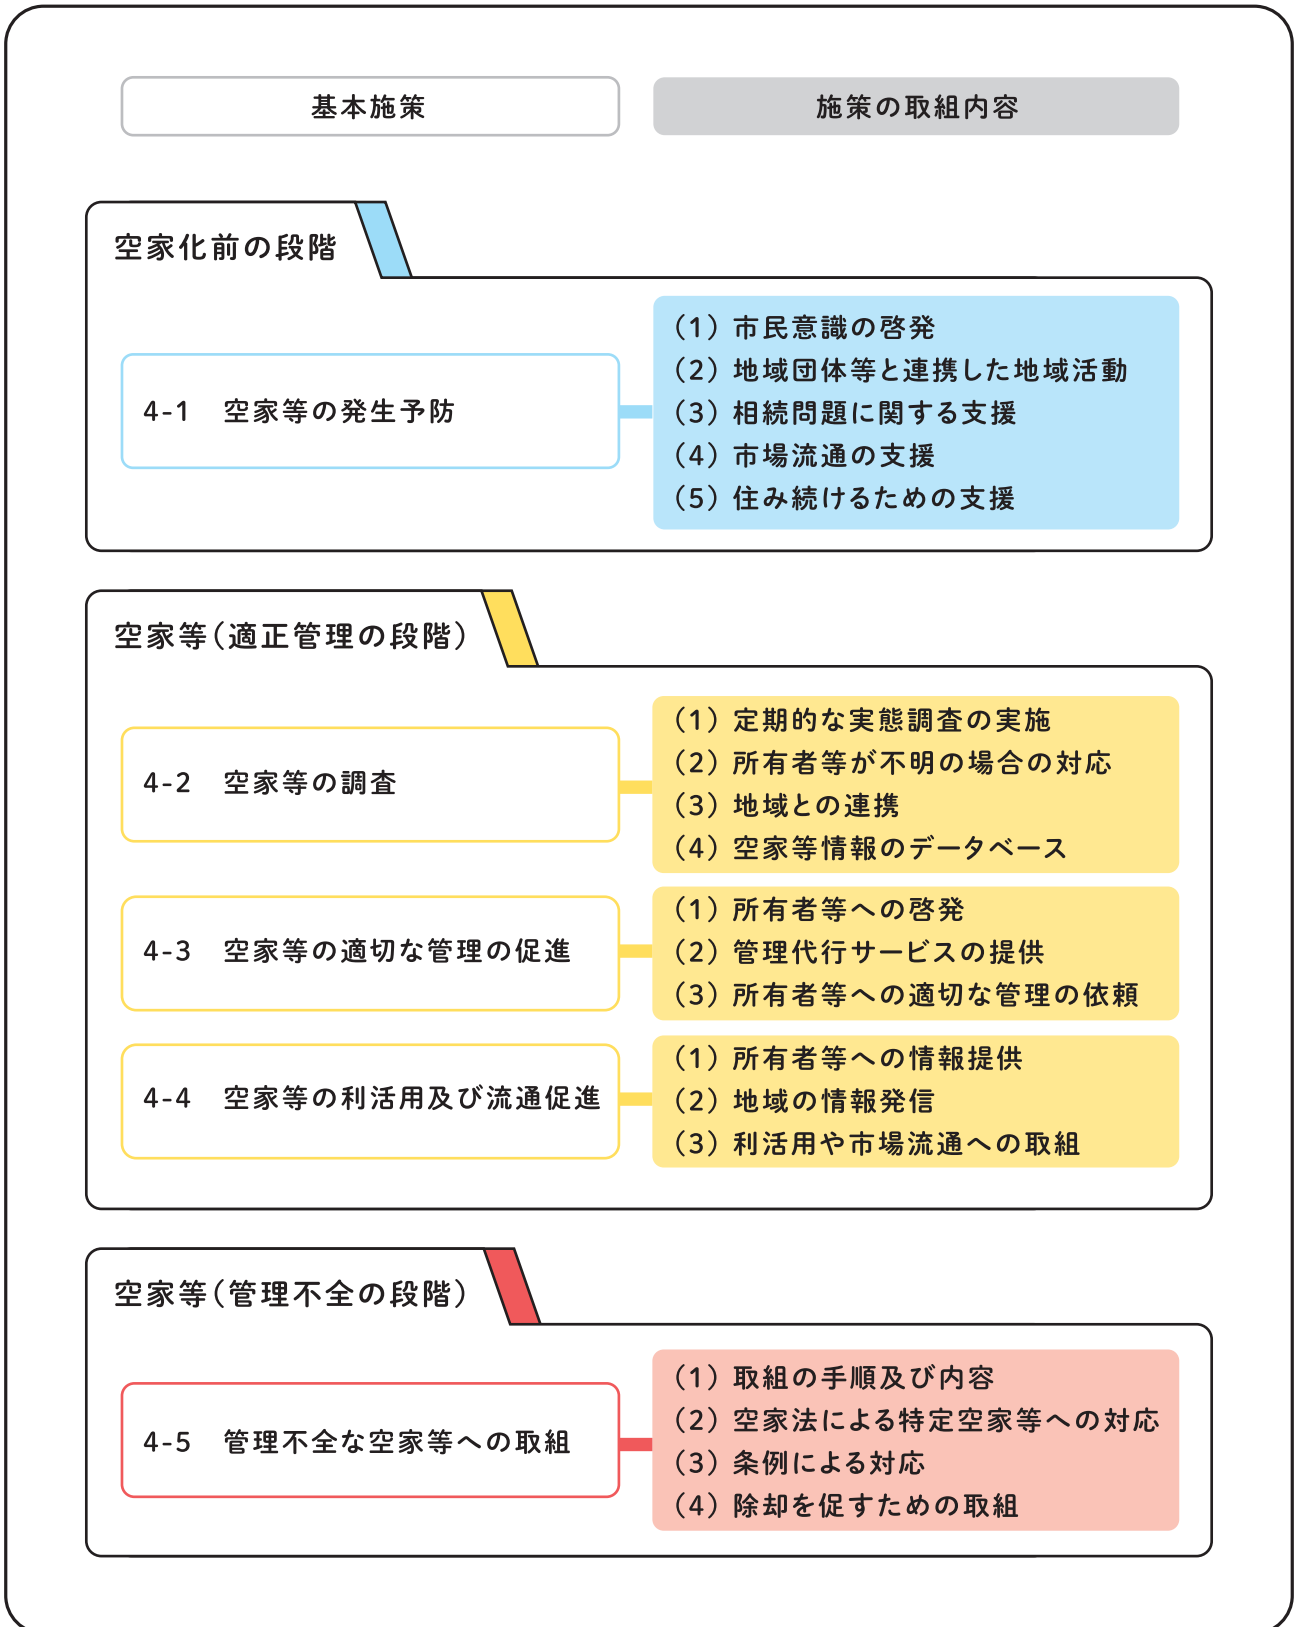 基本施策
施策の取組内容
空家化前の段階
4-1 空家等の発生予防
(1) 市民意識の啓発
(2) 地域団体等と連携した地域活動
(3) 相続問題に関する支援
(4) 市場流通の支援
(5) 住み続けるための支援
空家等(適正管理の段階)
4-2 空家等の調査
(1) 定期的な実態調査の実施
(2) 所有者等が不明の場合の対応
(3) 地域との連携
(4) 空家等情報のデータベース
4-3 空家等の適切な管理の促進
(1) 所有者等への啓発
(2) 管理代行サービスの提供
(3) 所有者等への適切な管理の依頼
4-4 空家等の利活用及び流通促進
(1) 所有者等への情報提供
(2) 地域の情報発信
(3) 利活用や市場流通への取組
空家等(管理不全の段階)
4-5 管理不全な空家等への取組
(1) 取組の手順及び内容
(2) 空家法による特定空家等への対応
(3) 条例による対応
(4) 除却を促すための取組